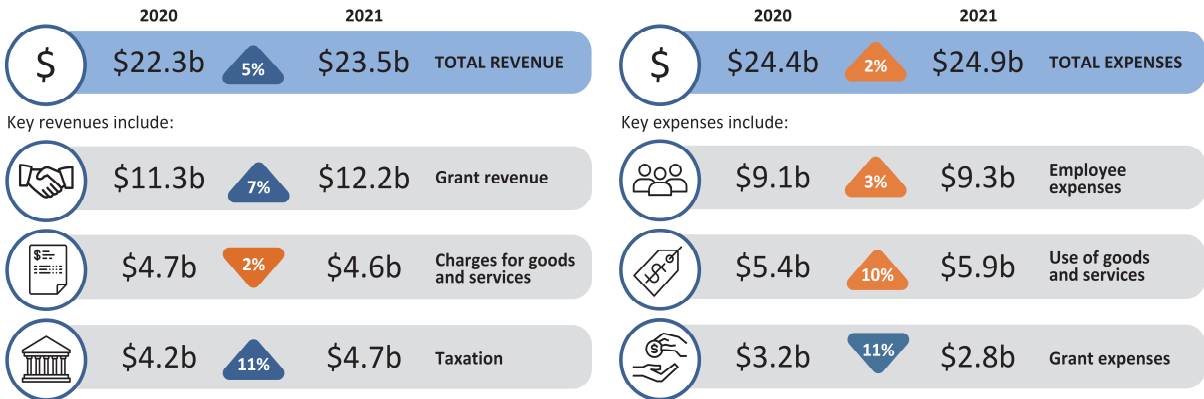 2020 2021
$ $22.3b 5% $23.5b TOTAL REVENUE
Key revenues include:
$11.3b 7% $12.2b Grant revenue
$ $4.7b 2% $4.6b Charges for goods
and services
$4.2b 11% $4.7b Taxation
2020 2021
$ $24.4b 2% $24.9b TOTAL EXPENSES
Key expenses include:
$9.1b 3% $9.3b Employee
expenses
$ $5.4b 10% $5.9b Use of goods
and services
$ $3.2b 11% $2.8b Grant expenses